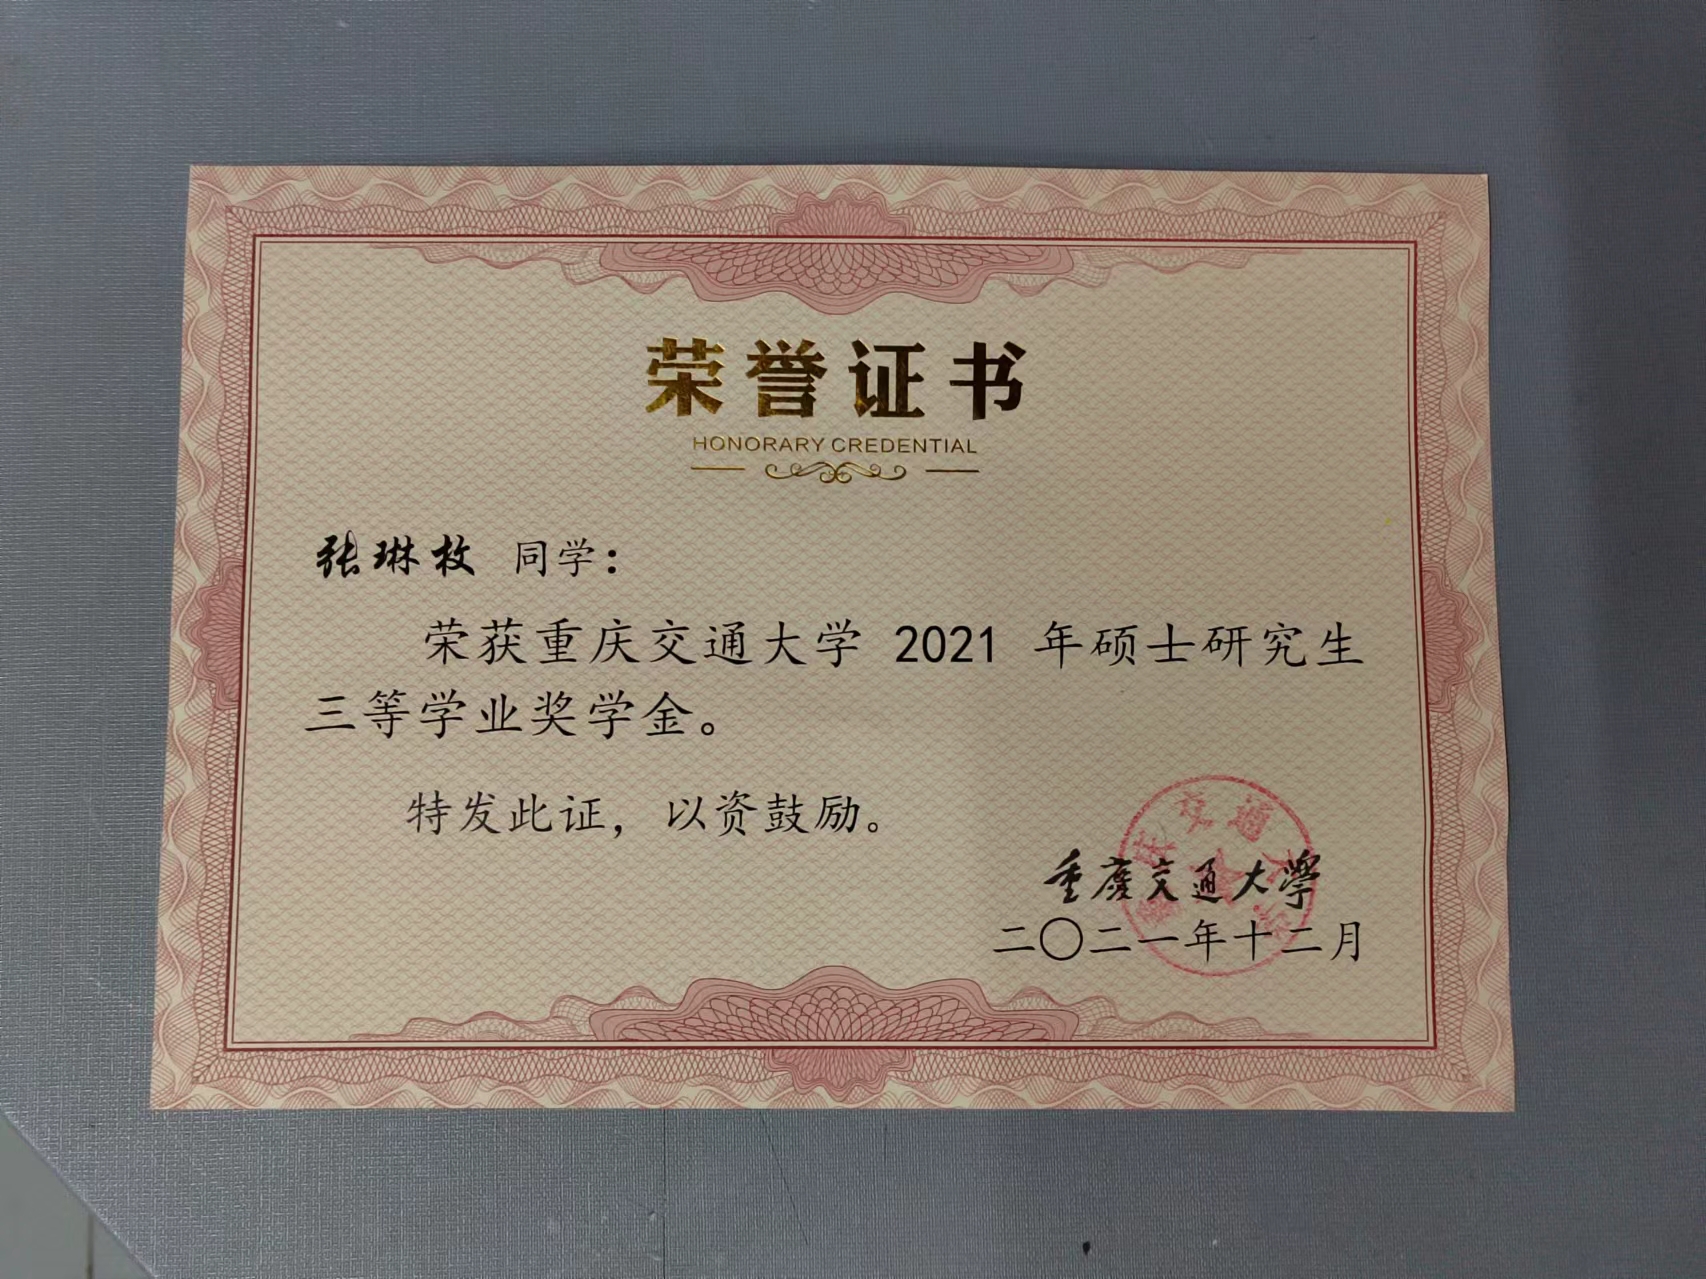 荣誉证书
HONORARY CREDENTIAL
张琳枚 同学：
荣获重庆交通大学 2021 年硕士研究生
三等学业奖学金。
特发此证，以资鼓励。
重庆交通大学
二〇二一年十二月